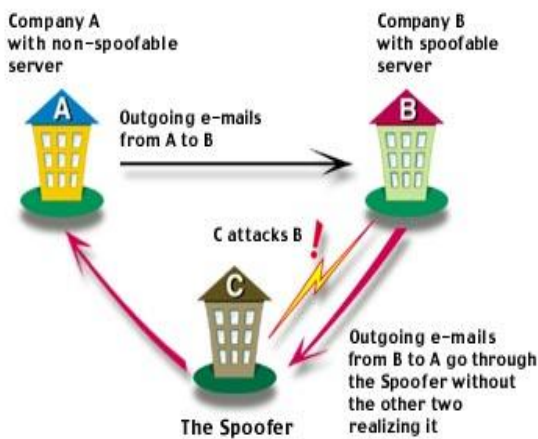 Company A
with non-spoofable
server
Company B
with spoofable
server
A
B
Outgoing e-mails
from A to B
C attacks B
!
C
Outgoing e-mails
from B to A go through
the Spoofer without
the other two
realizing it
The Spoofer